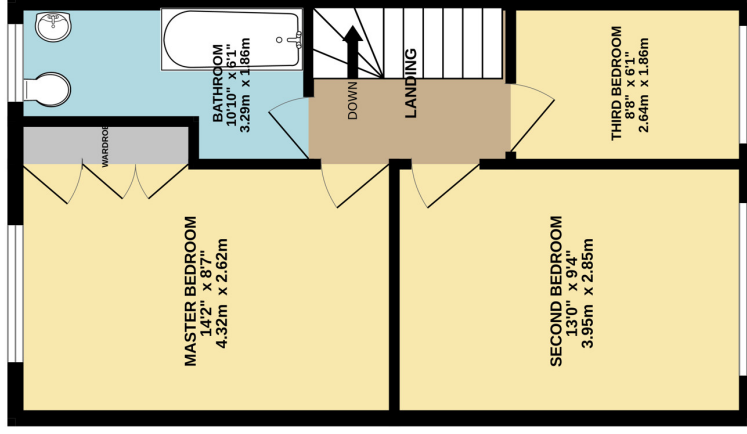 BATHROOM
10'10" x 6'1"
3.29m x 1.86m
DOWN
LANDING
THIRD BEDROOM
8'8" x 6'1"
2.64m x 1.86m
WARDROBE
MASTER BEDROOM
14'2" x 8'7"
4.32m x 2.62m
SECOND BEDROOM
13'0" x 9'4"
3.95m x 2.85m